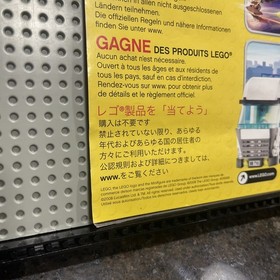 Ländern teilnehmen.
Die offiziellen Regeln und nähere Informationen
finden Sie unter www.
GAGNE DES PRODUITS LEGO®
Aucun achat n'est nécessaire.
Ouvert à tous les âges et aux résidents de
tous les pays, sauf en cas d'interdiction.
Rendez-vous sur www. pour obtenir plus
de détails et le règlement officiel.
レゴ®製品を「当てよう」
購入は不要です
禁止されていない限り、あらゆる
年代およびあらゆる国の居住者の
方々にご利用いただけます。
公認規則および詳細につきましては、
www.をご覧ください
www.LEGO.com